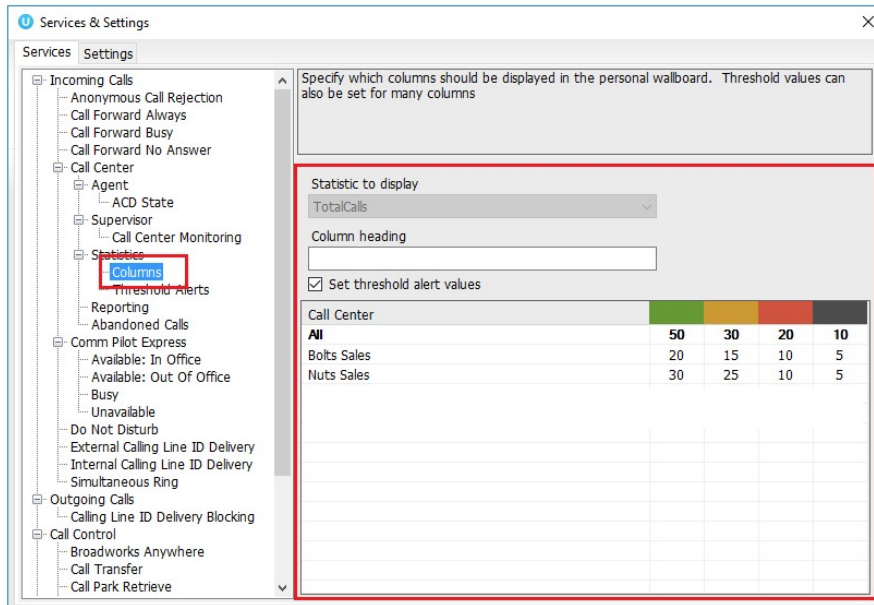 Services & Settings
Services Settings
Incoming Calls
Anonymous Call Rejection
Call Forward Always
Call Forward Busy
Call Forward No Answer
Call Center
Agent
ACD State
Supervisor
Call Center Monitoring
Statistics
Columns
Threshold Alerts
Reporting
Abandoned Calls
Comm Pilot Express
Available: In Office
Available: Out Of Office
Busy
Unavailable
Do Not Disturb
External Calling Line ID Delivery
Internal Calling Line ID Delivery
Simultaneous Ring
Outgoing Calls
Calling Line ID Delivery Blocking
Call Control
Broadworks Anywhere
Call Transfer
Call Park Retrieve
Specify which columns should be displayed in the personal wallboard. Threshold values can
also be set for many columns
Statistic to display
TotalCalls
Column heading
Set threshold alert values
Call Center
All 50 30 20 10
Bolts Sales 20 15 10 5
Nuts Sales 30 25 10 5